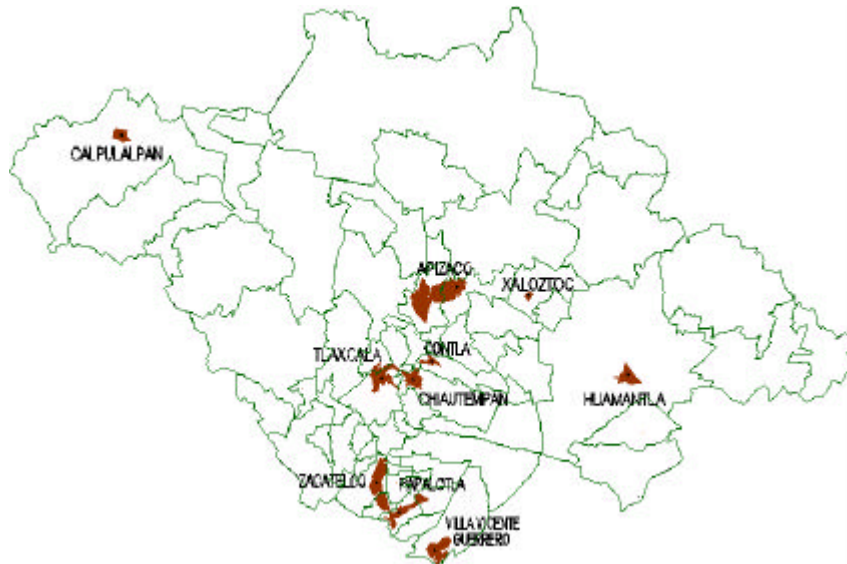 CALPULALPAN
APIZACO
XALOZTOC
TLAXCALA
CONTLA
CHIAUTEMPAN
HUAMANTLA
ZACATELCO
PAPALOTLA
VILLA VICENTE
GUERRERO